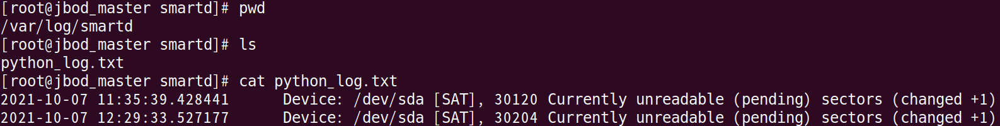 [root@jbod_master smartd]# pwd
/var/log/smartd
[root@jbod_master smartd]# ls
python_log.txt
[root@jbod_master smartd]# cat python_log.txt
2021-10-07 11:35:39.428441      Device: /dev/sda [SAT], 30120 Currently unreadable (pending) sectors (changed +1)
2021-10-07 12:29:33.527177      Device: /dev/sda [SAT], 30204 Currently unreadable (pending) sectors (changed +1)